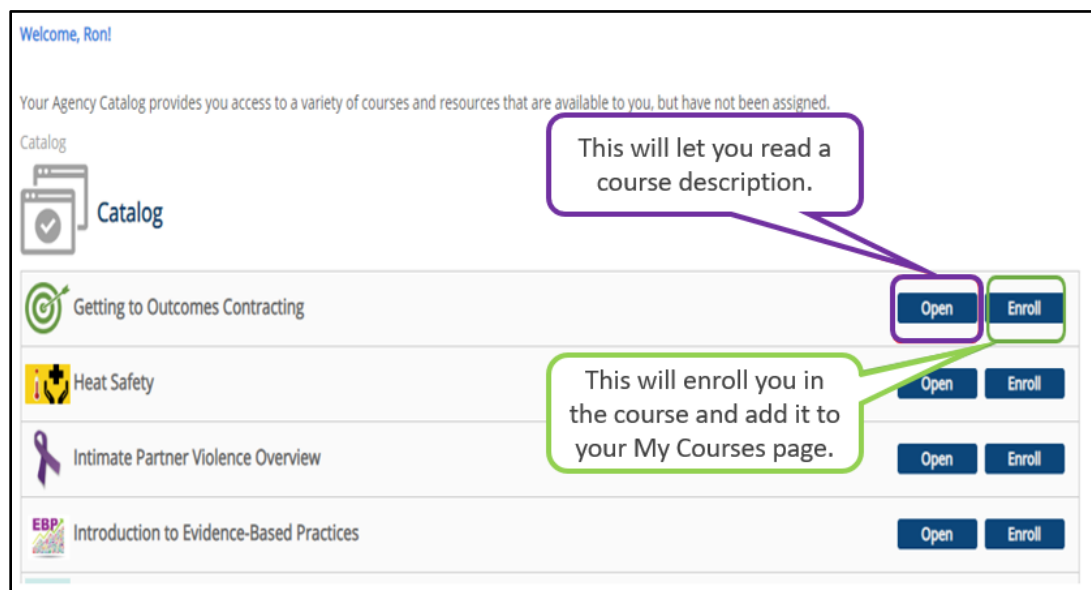 Welcome, Ron!
Your Agency Catalog provides you access to a variety of courses and resources that are available to you, but have not been assigned.
Catalog
This will let you read a
course description.
Catalog
Getting to Outcomes Contracting
Open
Enroll
Heat Safety
This will enroll you in
the course and add it to
your My Courses page.
Open
Enroll
Intimate Partner Violence Overview
Open
Enroll
EBP
Introduction to Evidence-Based Practices
Open
Enroll